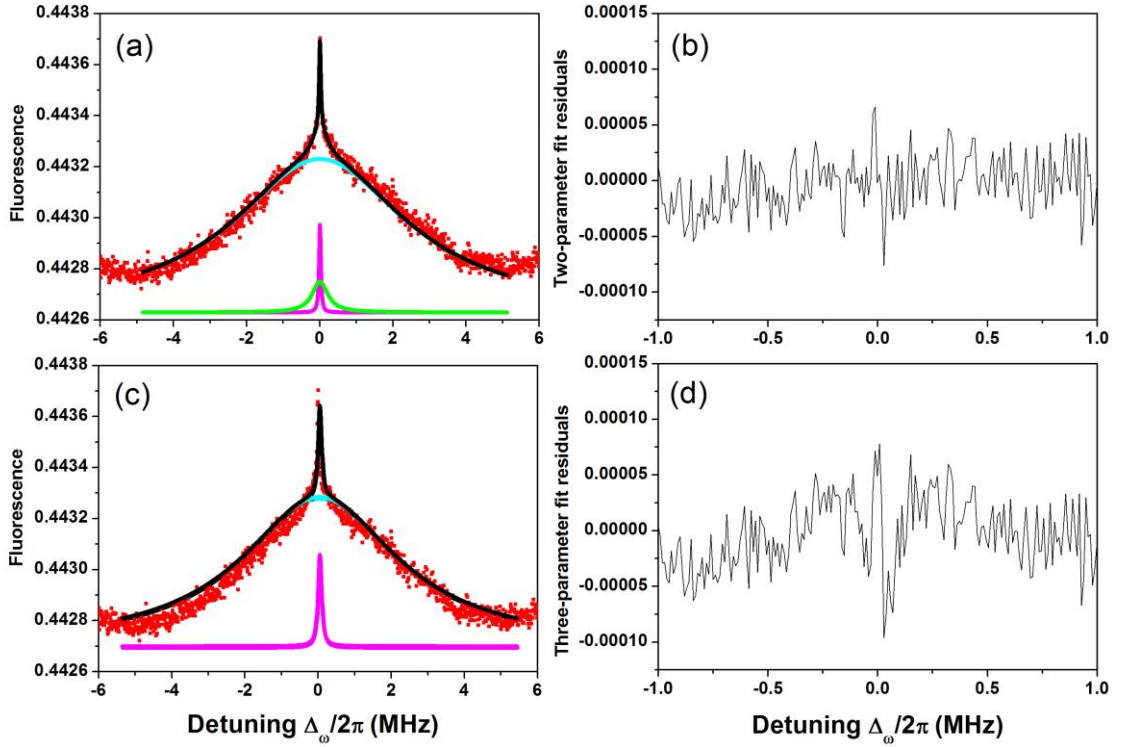 (a)
Fluorescence
0.4438
0.4436
0.4434
0.4432
0.4430
0.4428
0.4426
-6 -4 -2 0 2 4 6
(b)
Two-parameter fit residuals
0.00015
0.00010
0.00005
0.00000
-0.00005
-0.00010
-1.0 -0.5 0.0 0.5 1.0
(c)
Fluorescence
0.4438
0.4436
0.4434
0.4432
0.4430
0.4428
0.4426
-6 -4 -2 0 2 4 6
Detuning Δω/2π (MHz)
(d)
Three-parameter fit residuals
0.00015
0.00010
0.00005
0.00000
-0.00005
-0.00010
-1.0 -0.5 0.0 0.5 1.0
Detuning Δω/2π (MHz)